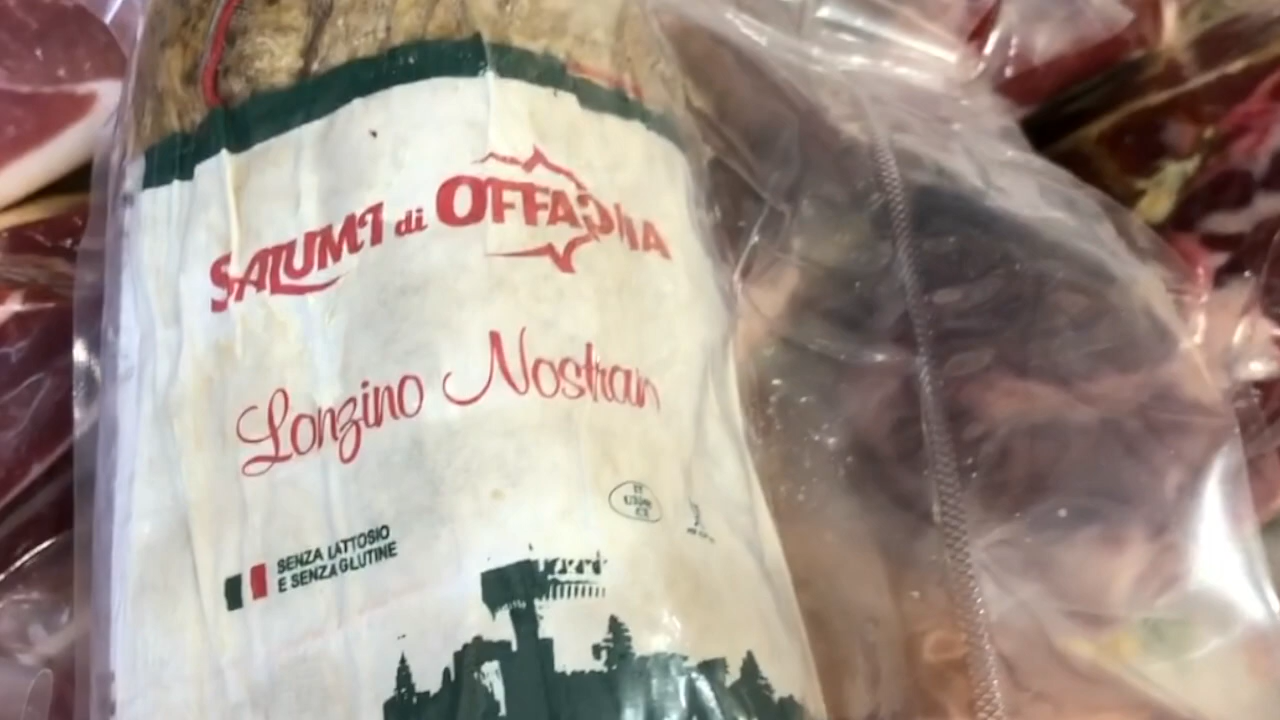 SALUMI di OFFAGNA
Lonzino Nostran
SENZA LATTOSIO
E SENZA GLUTINE